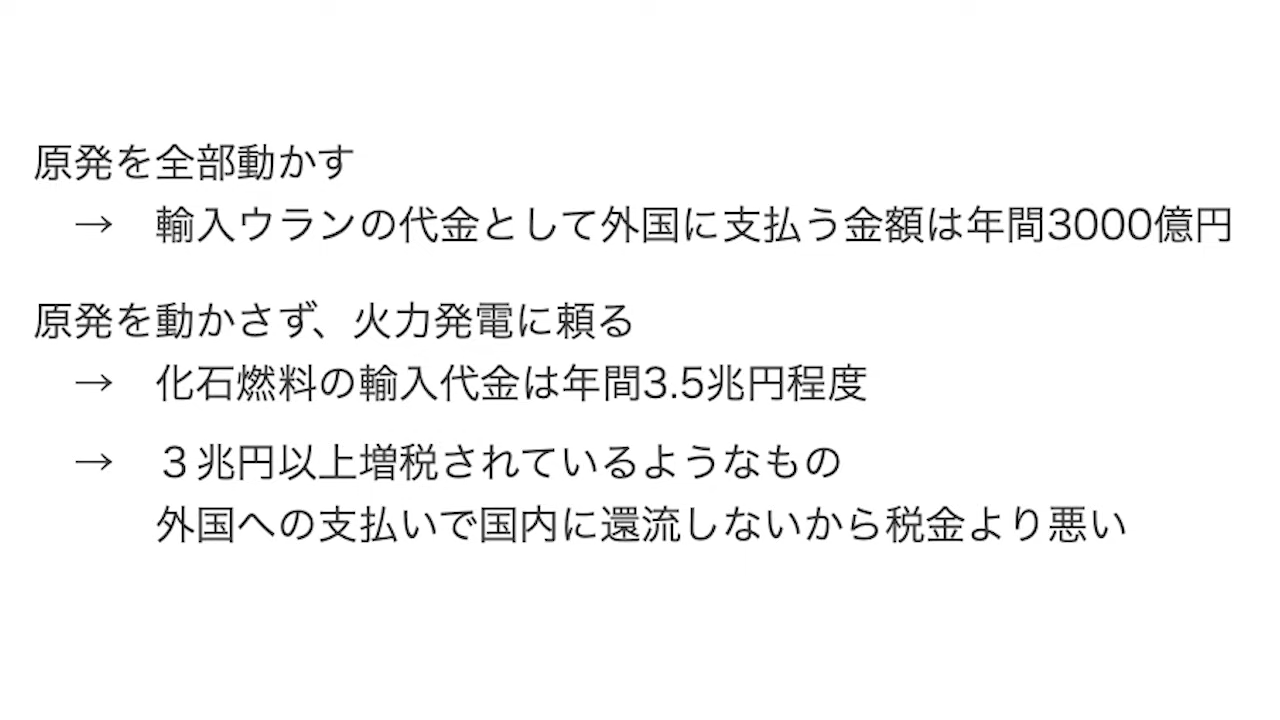 原発を全部動かす
→ 輸入ウランの代金として外国に支払う金額は年間3000億円
原発を動かさず、火力発電に頼る
→ 化石燃料の輸入代金は年間3.5兆円程度
→ ３兆円以上増税されているようなもの
外国への支払いで国内に還流しないから税金より悪い